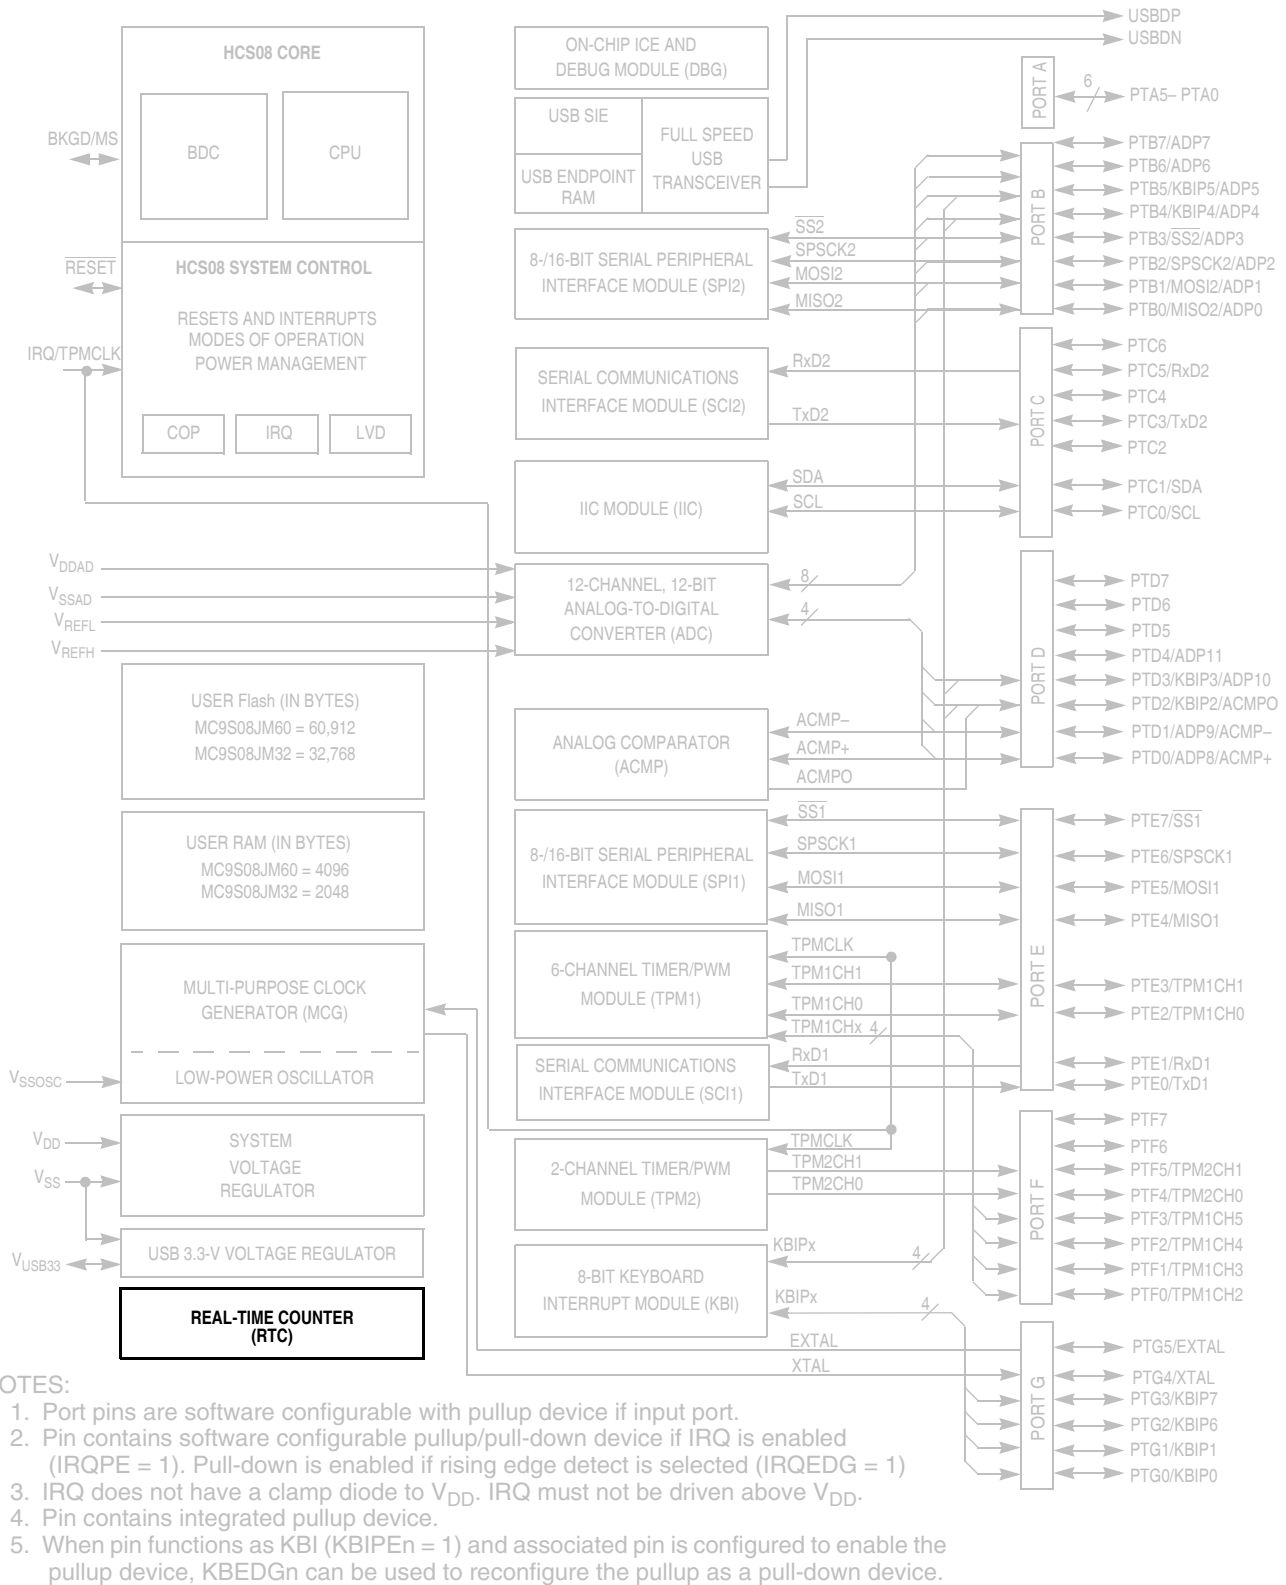 HCS08 CORE
BDC
CPU
BKGD/MS
RESET
HCS08 SYSTEM CONTROL
RESETS AND INTERRUPTS
MODES OF OPERATION
POWER MANAGEMENT
IRQ/TPMCLK
COP
IRQ
LVD
VDDAD
VSSAD
VREFL
VREFH
USER Flash (IN BYTES)
MC9S08JM60 = 60,912
MC9S08JM32 = 32,768
USER RAM (IN BYTES)
MC9S08JM60 = 4096
MC9S08JM32 = 2048
MULTI-PURPOSE CLOCK
GENERATOR (MCG)
LOW-POWER OSCILLATOR
VSSOSC
VDD
SYSTEM
VOLTAGE
REGULATOR
VSS
USB 3.3-V VOLTAGE REGULATOR
VUSB33
REAL-TIME COUNTER
(RTC)
ON-CHIP ICE AND
DEBUG MODULE (DBG)
USB SIE
USB ENDPOINT
RAM
FULL SPEED
USB
TRANSCEIVER
8-/16-BIT SERIAL PERIPHERAL
INTERFACE MODULE (SPI2)
SS2
SPSCK2
MOSI2
MISO2
SERIAL COMMUNICATIONS
INTERFACE MODULE (SCI2)
RxD2
TxD2
IIC MODULE (IIC)
SDA
SCL
12-CHANNEL, 12-BIT
ANALOG-TO-DIGITAL
CONVERTER (ADC)
8
4
ANALOG COMPARATOR
(ACMP)
ACMP–
ACMP+
ACMPO
8-/16-BIT SERIAL PERIPHERAL
INTERFACE MODULE (SPI1)
SS1
SPSCK1
MOSI1
MISO1
6-CHANNEL TIMER/PWM
MODULE (TPM1)
TPMCLK
TPM1CH1
TPM1CH0
TPM1CHx 4
SERIAL COMMUNICATIONS
INTERFACE MODULE (SCI1)
RxD1
TxD1
2-CHANNEL TIMER/PWM
MODULE (TPM2)
TPMCLK
TPM2CH1
TPM2CH0
8-BIT KEYBOARD
INTERRUPT MODULE (KBI)
KBIPx
4
KBIPx
4
EXTAL
XTAL
USBDP
USBDN
PORT A
6
PTA5– PTA0
PORT B
PTB7/ADP7
PTB6/ADP6
PTB5/KBIP5/ADP5
PTB4/KBIP4/ADP4
PTB3/SS2/ADP3
PTB2/SPSCK2/ADP2
PTB1/MOSI2/ADP1
PTB0/MISO2/ADP0
PORT C
PTC6
PTC5/RxD2
PTC4
PTC3/TxD2
PTC2
PTC1/SDA
PTC0/SCL
PORT D
PTD7
PTD6
PTD5
PTD4/ADP11
PTD3/KBIP3/ADP10
PTD2/KBIP2/ACMPO
PTD1/ADP9/ACMP–
PTD0/ADP8/ACMP+
PORT E
PTE7/SS1
PTE6/SPSCK1
PTE5/MOSI1
PTE4/MISO1
PTE3/TPM1CH1
PTE2/TPM1CH0
PTE1/RxD1
PTE0/TxD1
PORT F
PTF7
PTF6
PTF5/TPM2CH1
PTF4/TPM2CH0
PTF3/TPM1CH5
PTF2/TPM1CH4
PTF1/TPM1CH3
PTF0/TPM1CH2
PORT G
PTG5/EXTAL
PTG4/XTAL
PTG3/KBIP7
PTG2/KBIP6
PTG1/KBIP1
PTG0/KBIP0
OTES:
1. Port pins are software configurable with pullup device if input port.
2. Pin contains software configurable pullup/pull-down device if IRQ is enabled
(IRQPE = 1). Pull-down is enabled if rising edge detect is selected (IRQEDG = 1)
3. IRQ does not have a clamp diode to VDD. IRQ must not be driven above VDD.
4. Pin contains integrated pullup device.
5. When pin functions as KBI (KBIPEn = 1) and associated pin is configured to enable the
pullup device, KBEDGn can be used to reconfigure the pullup as a pull-down device.